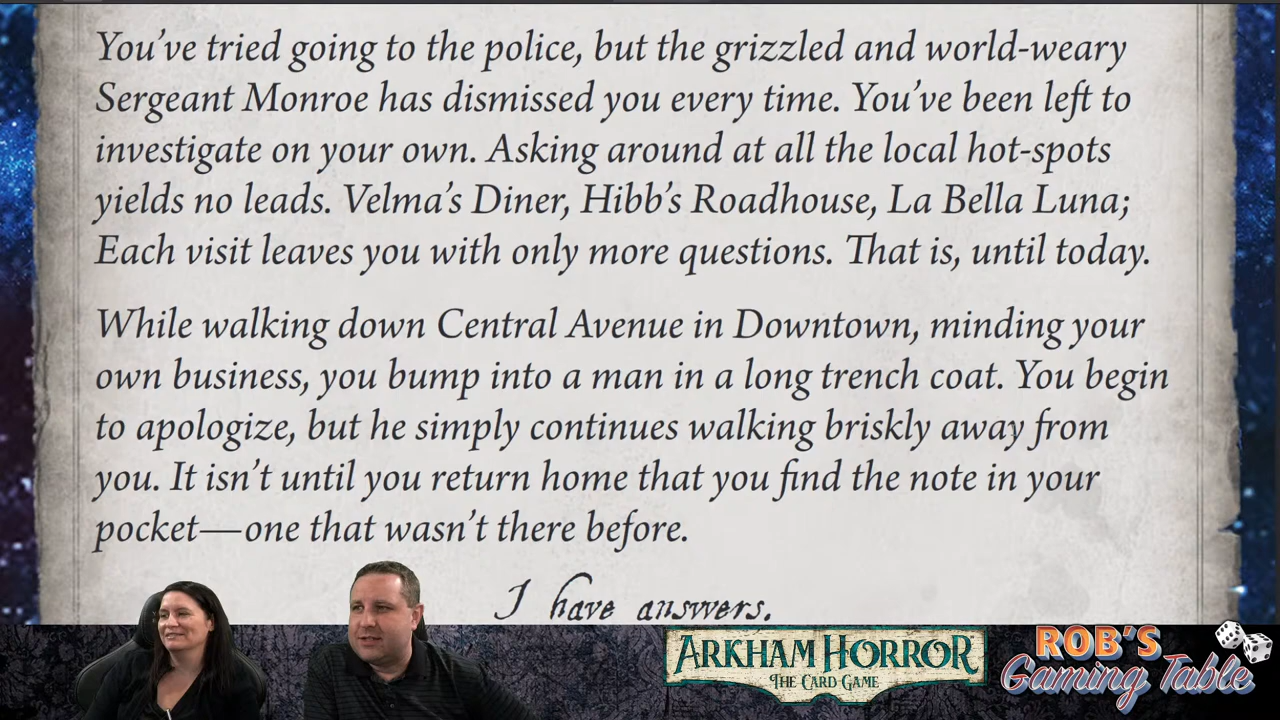 You’ve tried going to the police, but the grizzled and world-weary
Sergeant Monroe has dismissed you every time. You’ve been left to
investigate on your own. Asking around at all the local hot-spots
yields no leads. Velma’s Diner, Hibb’s Roadhouse, La Bella Luna;
Each visit leaves you with only more questions. That is, until today.
While walking down Central Avenue in Downtown, minding your
own business, you bump into a man in a long trench coat. You begin
to apologize, but he simply continues walking briskly away from
you. It isn’t until you return home that you find the note in your
pocket—one that wasn’t there before.
I have answers.
ARKHAM HORROR
THE CARD GAME
ROB'S
Gaming Table